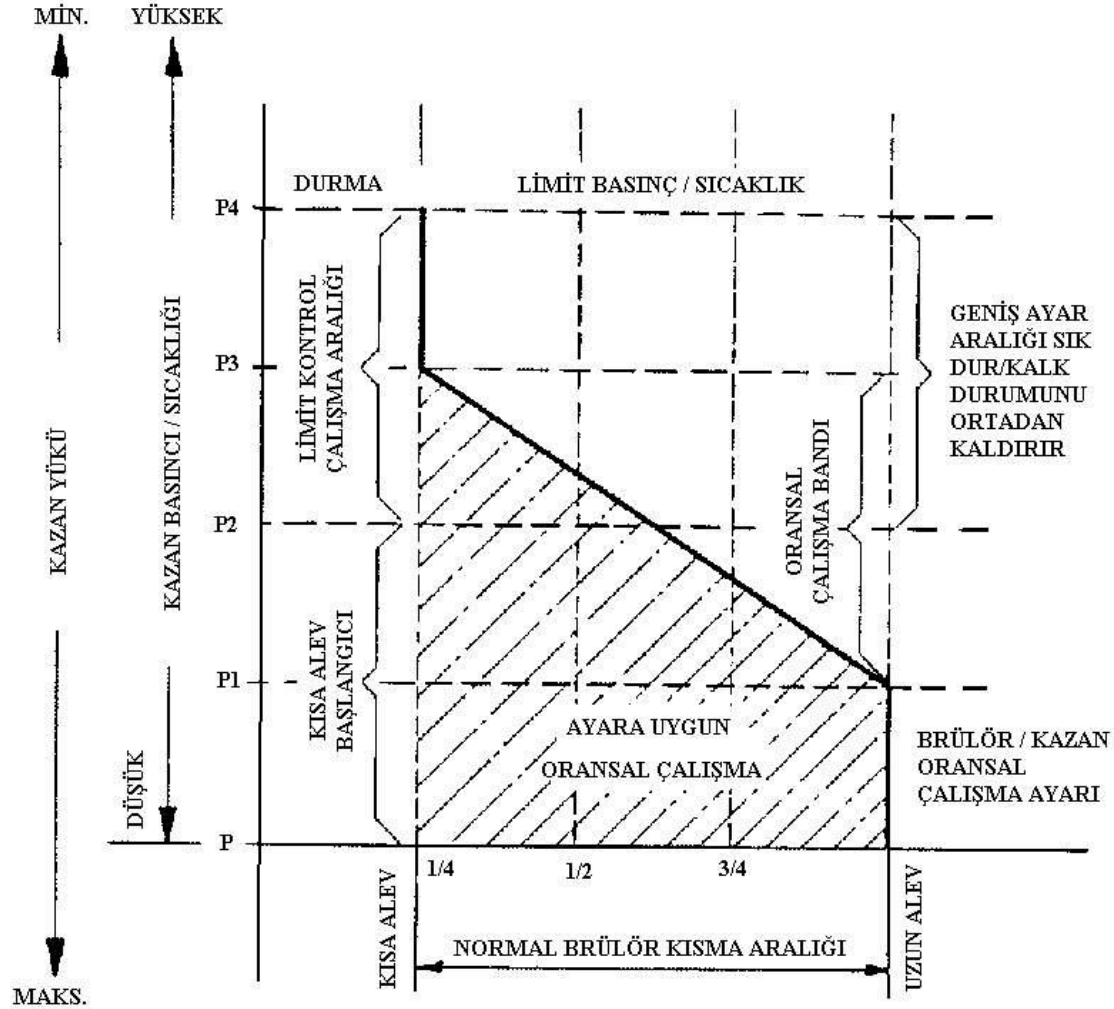 MİN.
YÜKSEK
DURMA
LİMİT BASINÇ / SICAKLIK
P4
LİMİT KONTROL
ÇALIŞMA ARALIĞI
GENİŞ AYAR
ARALIĞI SIK
DUR/KALK
DURUMUNU
ORTADAN
KALDIRIR
P3
KAZAN YÜKÜ
KAZAN BASINCI / SICAKLIĞI
ORANSAL
ÇALIŞMA BANDI
P2
KISA ALEV
BAŞLANGICI
P1
AYARA UYGUN
ORANSAL ÇALIŞMA
BRÜLÖR / KAZAN
ORANSAL
ÇALIŞMA AYARI
DÜŞÜK
P
1/4
1/2
3/4
KISA ALEV
NORMAL BRÜLÖR KISMA ARALIĞI
UZUN ALEV
MAKS.